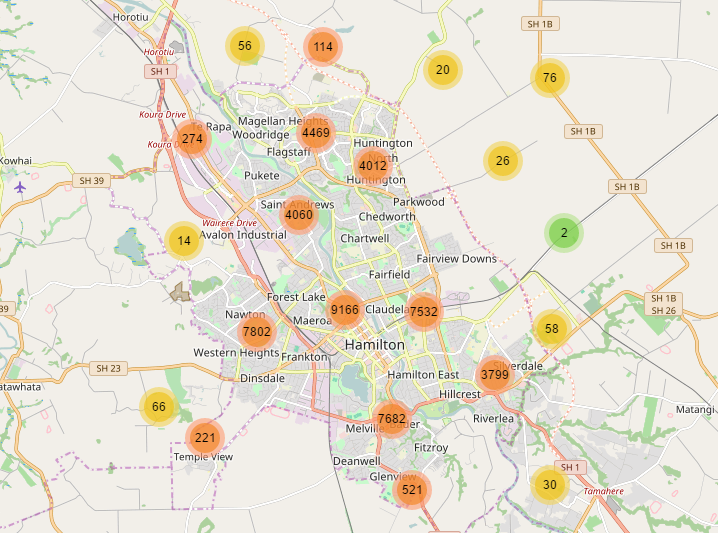 Horotiu
SH 1B
56
114
Horotiu
SH 1
20
76
Koura Drive
Te Rapa
Magellan Heights
4469
Woodridge
SH 1B
274
Koura D
Flagstaff
Huntington
North
4012
Huntington
26
Kowhai
SH 39
Pukete
SH 1B
Saint Andrews
4060
Parkwood
Chedworth
Wairere Drive
Avalon Industrial
14
Chartwell
2
SH 1B
Fairview Downs
Fairfield
Forest Lake
SH 1B
SH 26
39
9166
Claudela
7532
Nawton
Maeroa
7802
58
Hamilton
Western Heights
Frankton
SH 23
Silverdale
3799
Dinsdale
Hamilton East
atawhata
Hillcrest
66
Matangi
7682
Riverlea
Melville
221
Fitzroy
Temple View
Deanwell
SH 1
Glenview
521
30
Tamahere